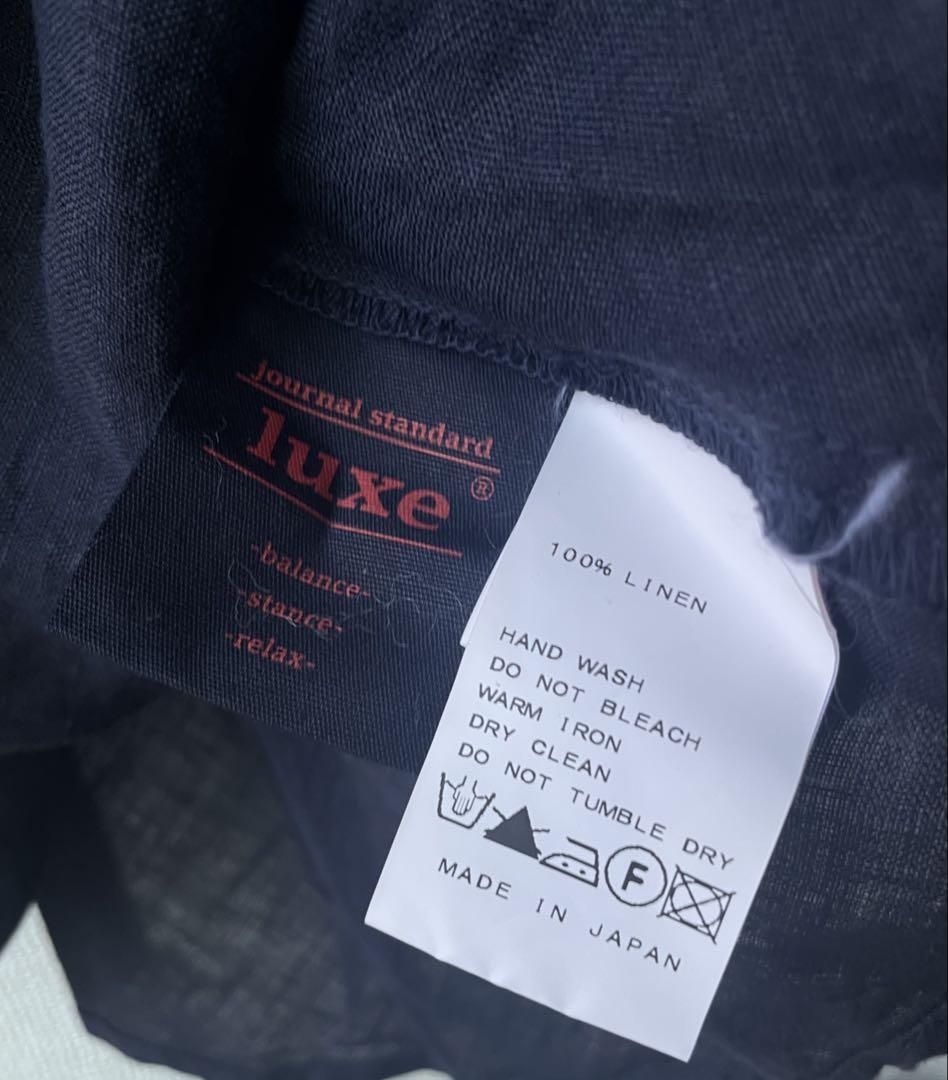 journal standard
luxe®
-balance-
-stance-
-relax-
100% LINEN
HAND WASH
DO NOT BLEACH
WARM IRON
DRY CLEAN
DO NOT TUMBLE DRY
F
MADE IN JAPAN